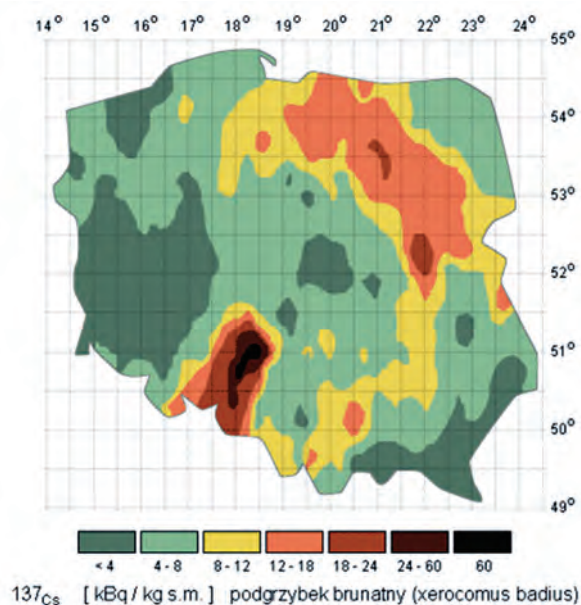 14° 15° 16° 17° 18° 19° 20° 21° 22° 23° 24° 55°
54°
53°
52°
51°
50°
49°
< 4 4 - 8 8 - 12 12 - 18 18 - 24 24 - 60 60
137Cs [ kBq / kg s.m. ] podgrzybek brunatny (xerocomus badius)